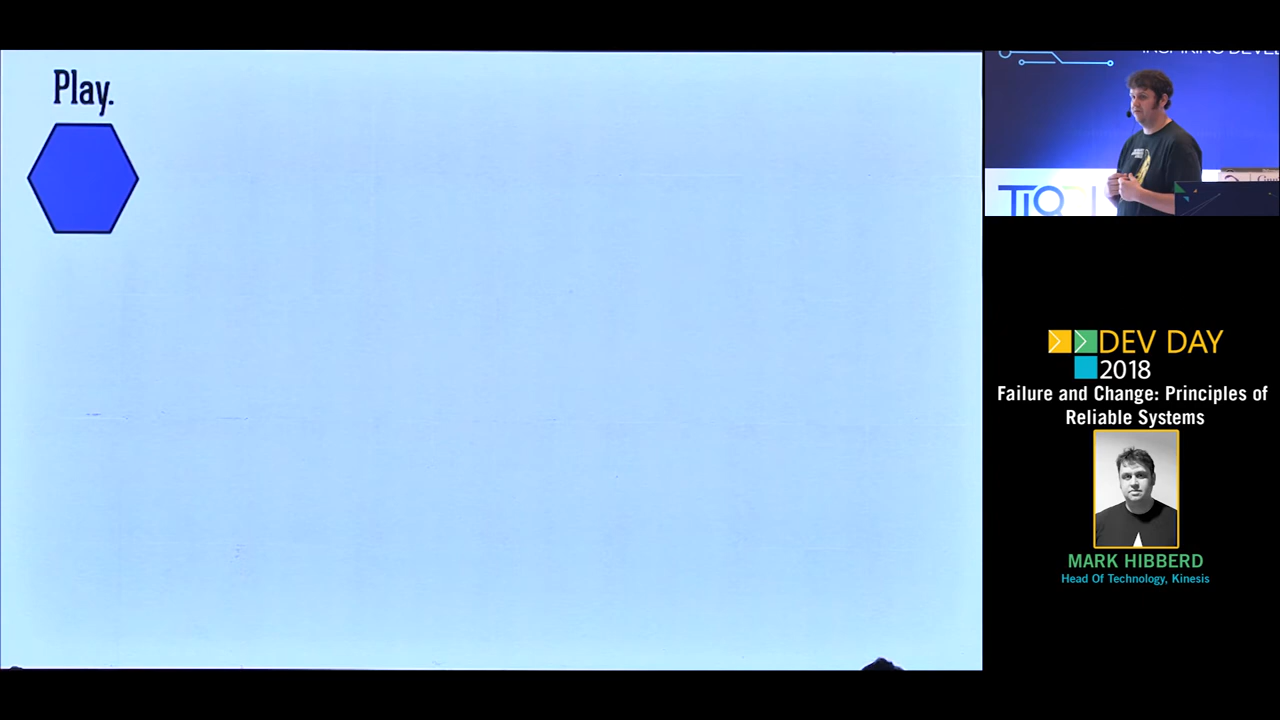 Play.
DEV DAY
2018
Failure and Change: Principles of
Reliable Systems
MARK HIBBERD
Head Of Technology, Kinesis